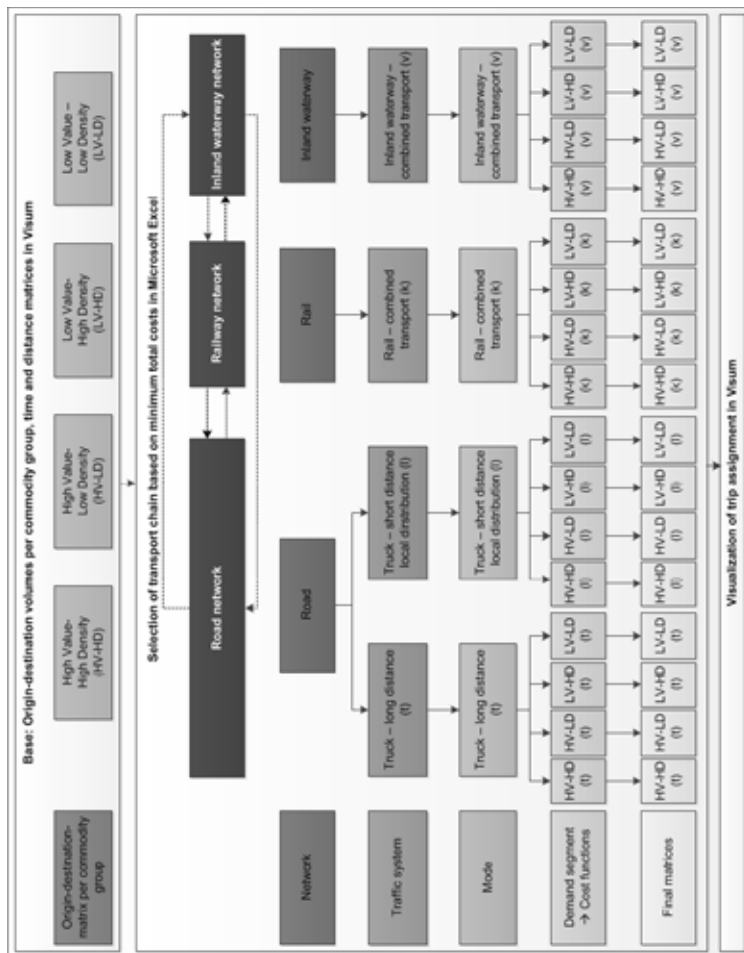 Base: Origin-destination volumes per commodity group, time and distance matrices in Visum
Origin-destination-
matrix per commodity
group
High Value-
High Density
(HV-HD)
High Value-
Low Density
(HV-LD)
Low Value-
High Density
(LV-HD)
Low Value –
Low Density
(LV-LD)
Selection of transport chain based on minimum total costs in Microsoft Excel
Road network
Railway network
Inland waterway network
Network
Road
Rail
Inland waterway
Traffic system
Truck – long distance
(t)
Truck – short distance
local dirstribution (l)
Rail – combined
transport (k)
Inland waterway –
combined transport (v)
Mode
Truck – long distance
(t)
Truck – short distance
local distribution (l)
Rail – combined
transport (k)
Inland waterway –
combined transport (v)
Demand segment
→ Cost functions
HV-HD
(t)
HV-LD
(t)
LV-HD
(t)
LV-LD
(t)
HV-HD
(l)
HV-LD
(l)
LV-HD
(l)
LV-LD
(l)
HV-HD
(k)
HV-LD
(k)
LV-HD
(k)
LV-LD
(k)
HV-HD
(v)
HV-LD
(v)
LV-HD
(v)
LV-LD
(v)
Final matrices
HV-HD
(t)
HV-LD
(t)
LV-HD
(t)
LV-LD
(t)
HV-HD
(l)
HV-LD
(l)
LV-HD
(l)
LV-LD
(l)
HV-HD
(k)
HV-LD
(k)
LV-HD
(k)
LV-LD
(k)
HV-HD
(v)
HV-LD
(v)
LV-HD
(v)
LV-LD
(v)
Visualization of trip assignment in Visum